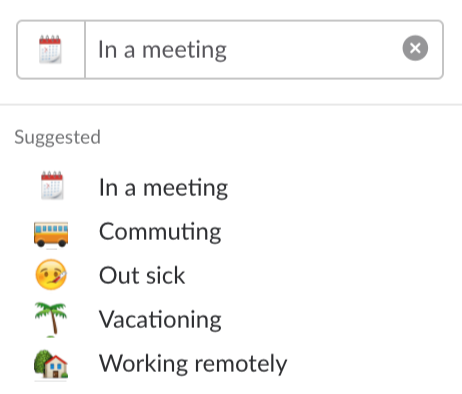 In a meeting
Suggested
In a meeting
Commuting
Out sick
Vacationing
Working remotely